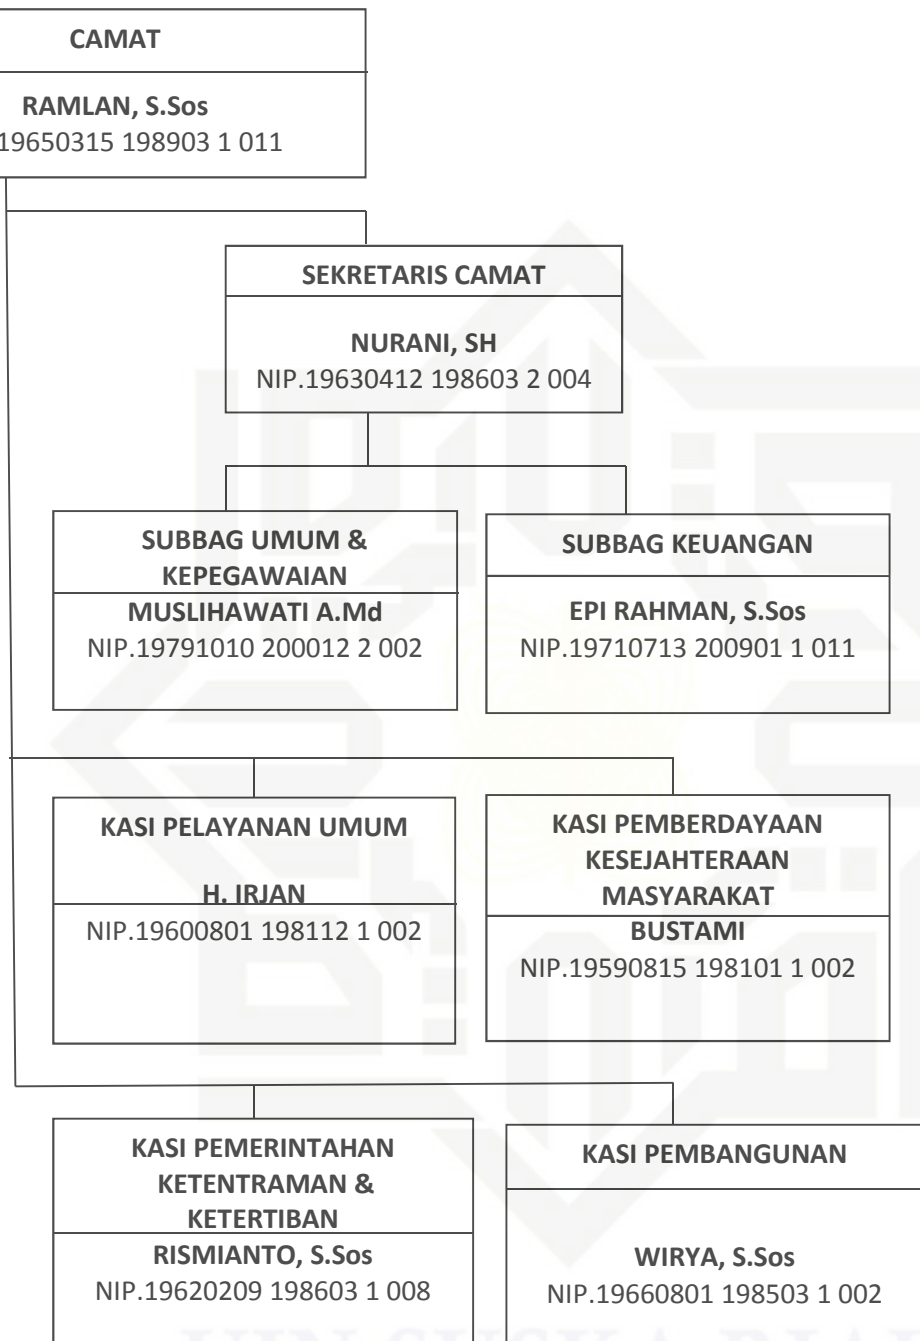 CAMAT
RAMLAN, S.Sos
19650315 198903 1 011
SEKRETARIS CAMAT
NURANI, SH
NIP.19630412 198603 2 004
SUBBAG UMUM &
KEPEGAWAIAN
MUSLIHAWATI A.Md
NIP.19791010 200012 2 002
SUBBAG KEUANGAN
EPI RAHMAN, S.Sos
NIP.19710713 200901 1 011
KASI PELAYANAN UMUM
H. IRJAN
NIP.19600801 198112 1 002
KASI PEMBERDAYAAN
KESEJAHTERAAN
MASYARAKAT
BUSTAMI
NIP.19590815 198101 1 002
KASI PEMERINTAHAN
KETENTRAMAN &
KETERTIBAN
RISMIANTO, S.Sos
NIP.19620209 198603 1 008
KASI PEMBANGUNAN
WIRYA, S.Sos
NIP.19660801 198503 1 002